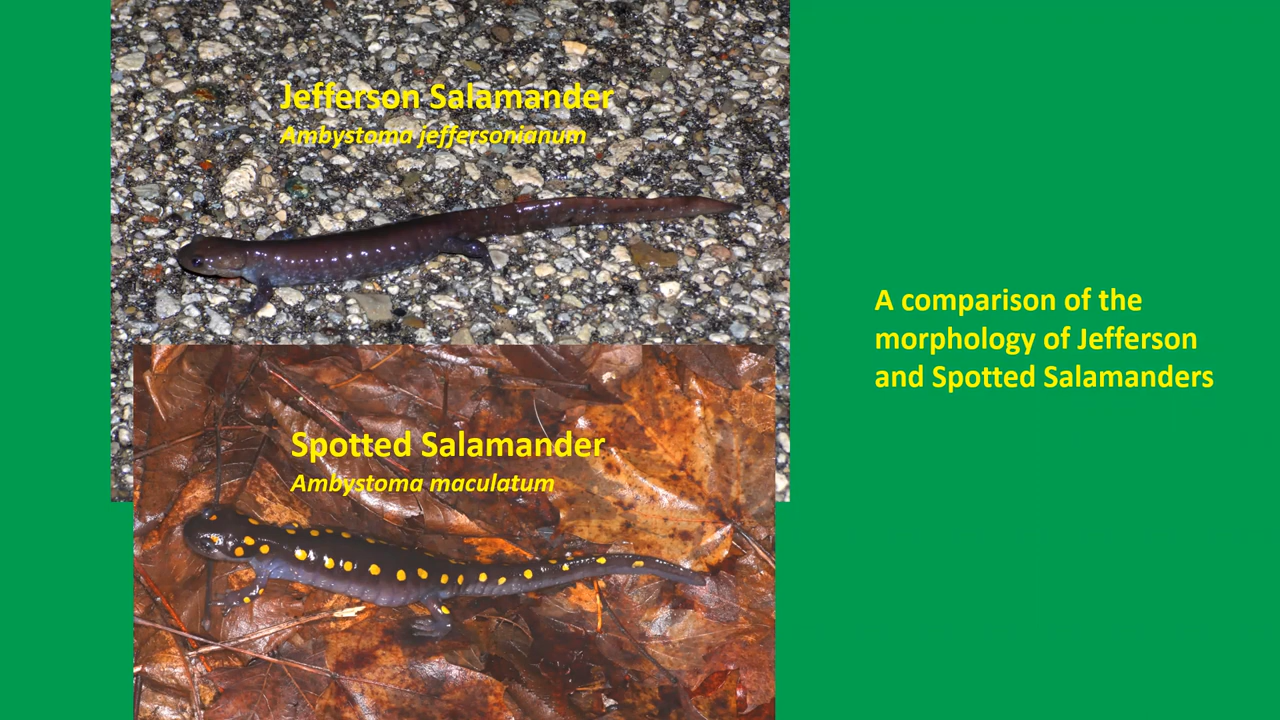 Jefferson Salamander
Ambystoma jeffersonianum
Spotted Salamander
Ambystoma maculatum
A comparison of the
morphology of Jefferson
and Spotted Salamanders